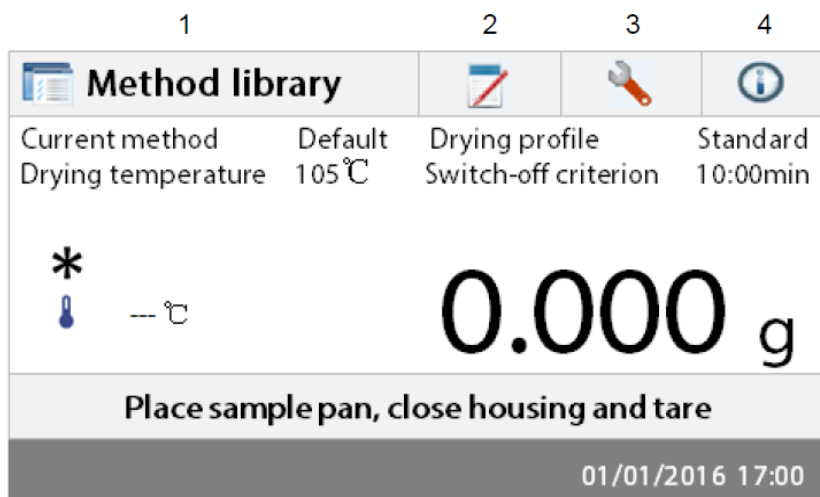 1 2 3 4
Method library
Current method Default Drying profile Standard
Drying temperature 105℃ Switch-off criterion 10:00min
*
--- ℃ 0.000 g
Place sample pan, close housing and tare
01/01/2016 17:00